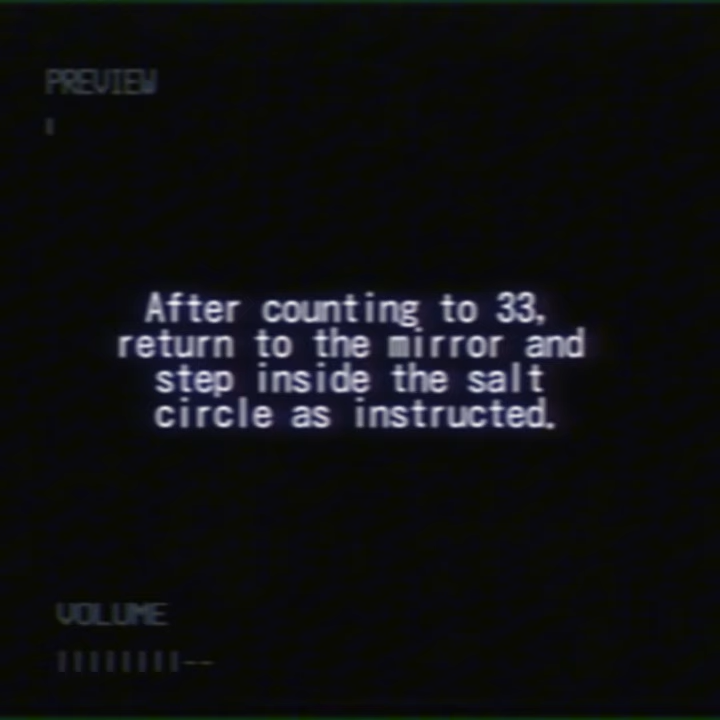 PREVIEW
After counting to 33,
return to the mirror and
step inside the salt
circle as instructed.
VOLUME